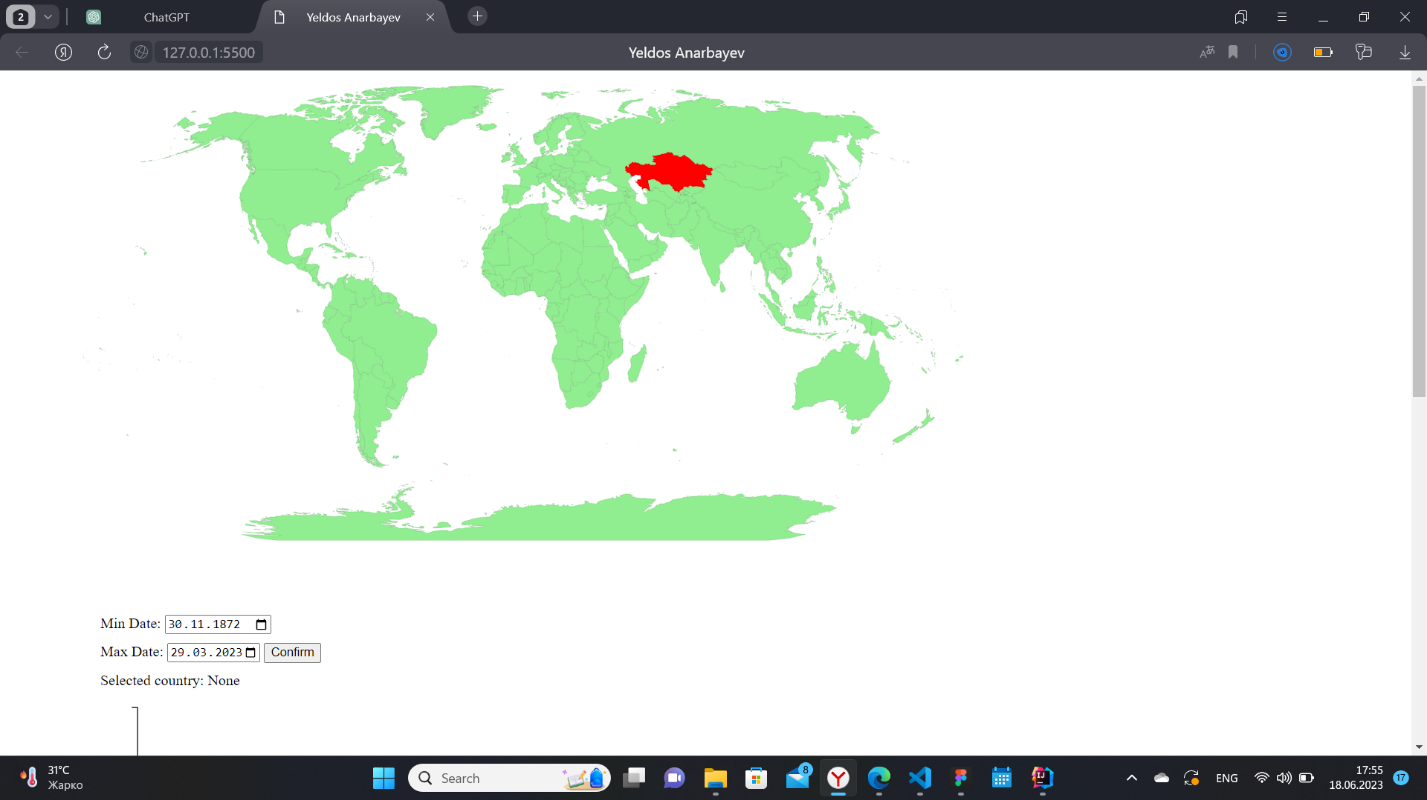 2
ChatGPT
Yeldos Anarbayev
127.0.0.1:5500
Yeldos Anarbayev
Min Date: 30.11.1872
Max Date: 29.03.2023 Confirm
Selected country: None
31°C
Жарко
Search
8
ENG
17:55
18.06.2023
17